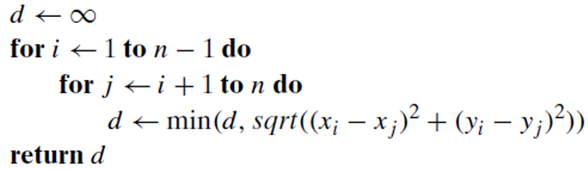 d ← ∞
for i ← 1 to n − 1 do
for j ← i + 1 to n do
d ← min(d, sqrt((xᵢ − xⱼ)² + (yᵢ − yⱼ)²))
return d